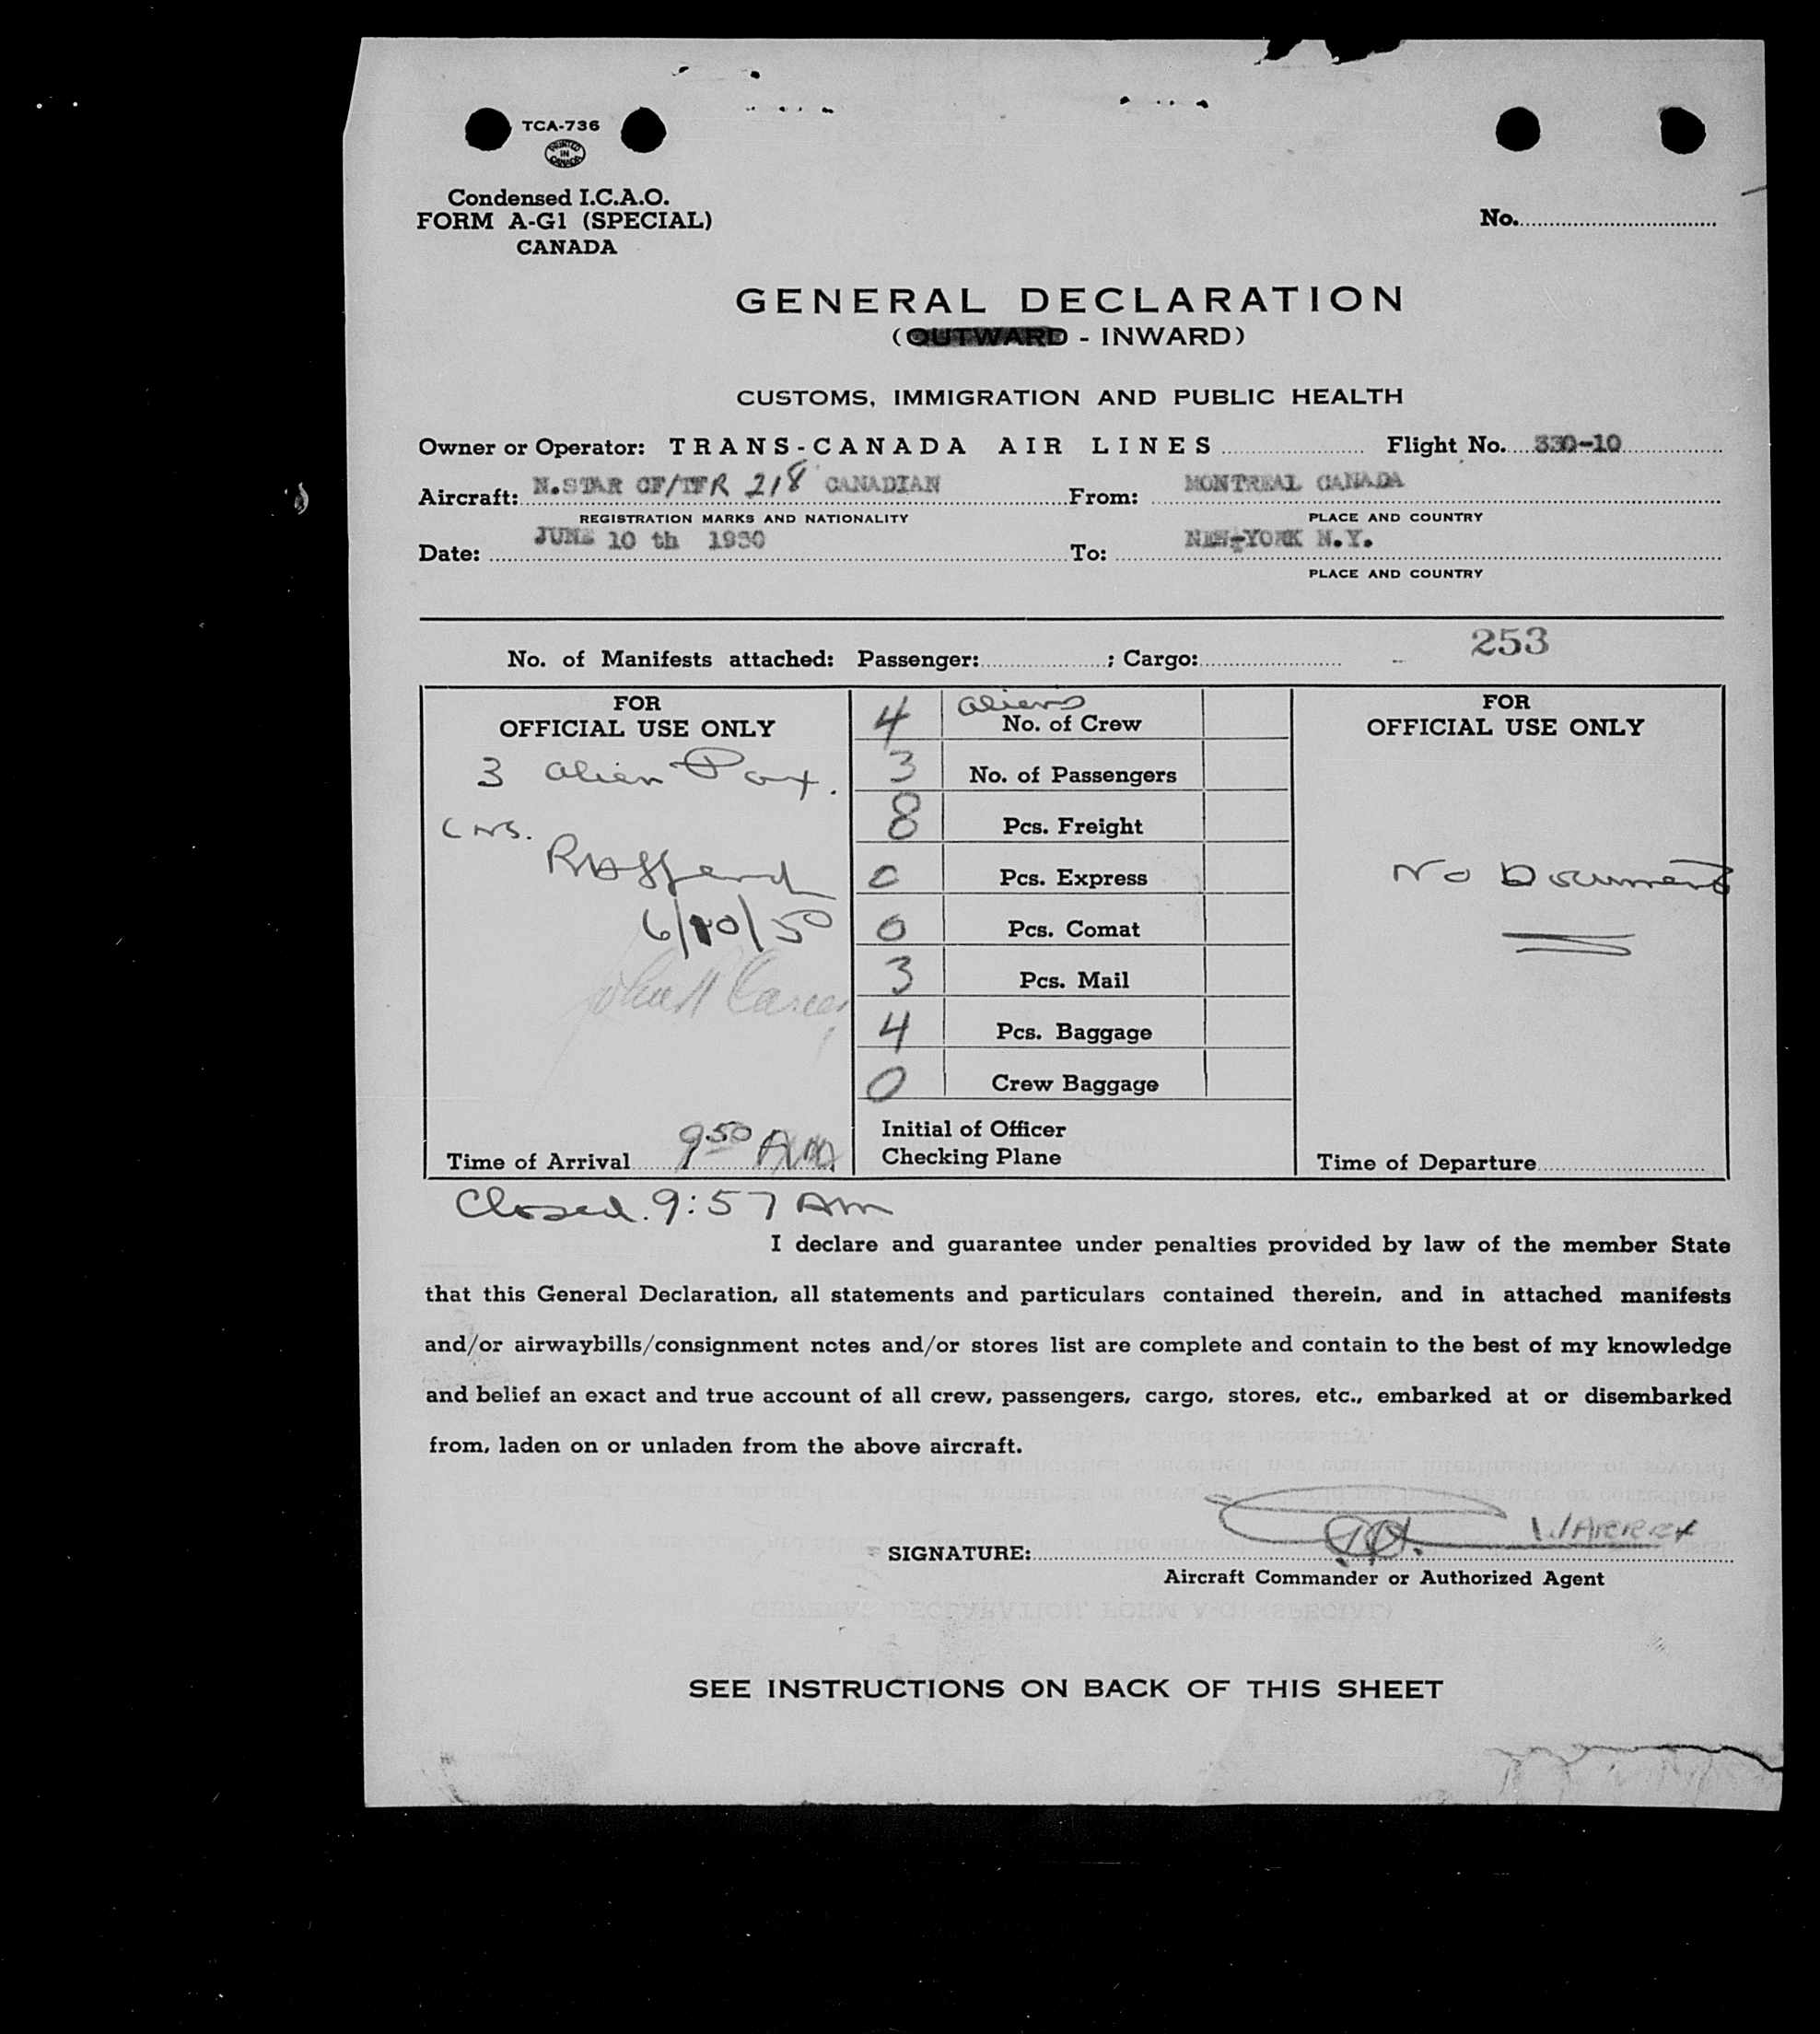 TCA-736
PRINTED
IN
CANADA
Condensed I.C.A.O.
FORM A-G1 (SPECIAL)
CANADA
No.
GENERAL DECLARATION
(OUTWARD - INWARD)
CUSTOMS, IMMIGRATION AND PUBLIC HEALTH
Owner or Operator: TRANS-CANADA AIR LINES Flight No. 330-10
Aircraft: N.STAR CF/TFR 218 CANADIAN From: MONTREAL CANADA
REGISTRATION MARKS AND NATIONALITY PLACE AND COUNTRY
Date: JUNE 10 th 1950 To: NEW-YORK N.Y.
PLACE AND COUNTRY
253
No. of Manifests attached: Passenger: ; Cargo:
FOR
OFFICIAL USE ONLY
3 alien Pax.
6/10/50
Time of Arrival 9 50 AM
4 aliens No. of Crew
3 No. of Passengers
8 Pcs. Freight
0 Pcs. Express
0 Pcs. Comat
3 Pcs. Mail
4 Pcs. Baggage
0 Crew Baggage
Initial of Officer
Checking Plane
FOR
OFFICIAL USE ONLY
No Documents
Time of Departure
Closed. 9:57 Am
I declare and guarantee under penalties provided by law of the member State
that this General Declaration, all statements and particulars contained therein, and in attached manifests
and/or airwaybills/consignment notes and/or stores list are complete and contain to the best of my knowledge
and belief an exact and true account of all crew, passengers, cargo, stores, etc., embarked at or disembarked
from, laden on or unladen from the above aircraft.
SIGNATURE:
Aircraft Commander or Authorized Agent
SEE INSTRUCTIONS ON BACK OF THIS SHEET